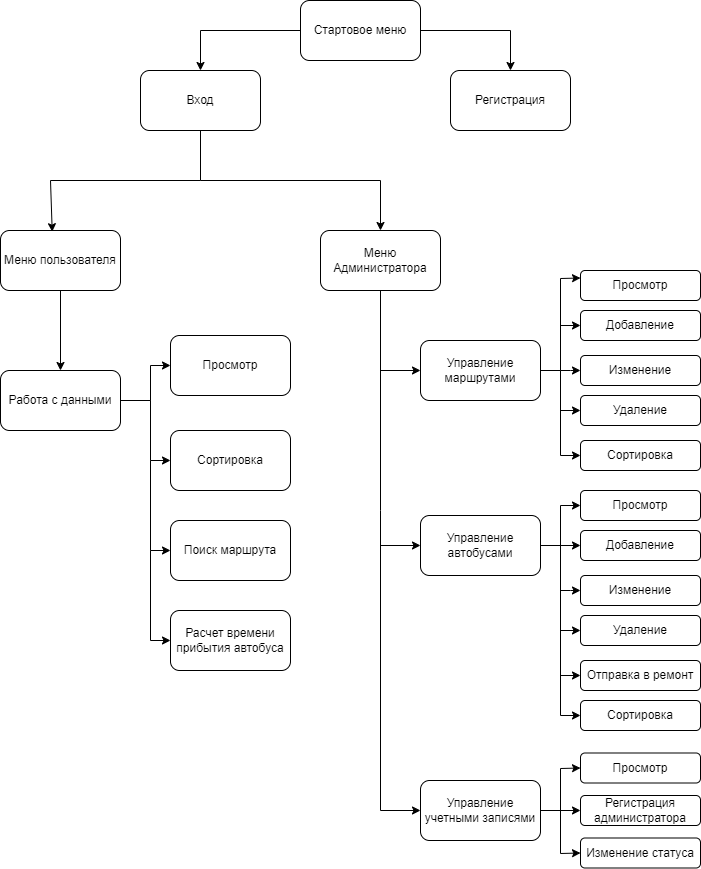 Стартовое меню
Вход
Регистрация
Меню пользователя
Меню
Администратора
Работа с данными
Просмотр
Сортировка
Поиск маршрута
Расчет времени
прибытия автобуса
Управление
маршрутами
Просмотр
Добавление
Изменение
Удаление
Сортировка
Управление
автобусами
Просмотр
Добавление
Изменение
Удаление
Отправка в ремонт
Сортировка
Управление
учетными записями
Просмотр
Регистрация
администратора
Изменение статуса